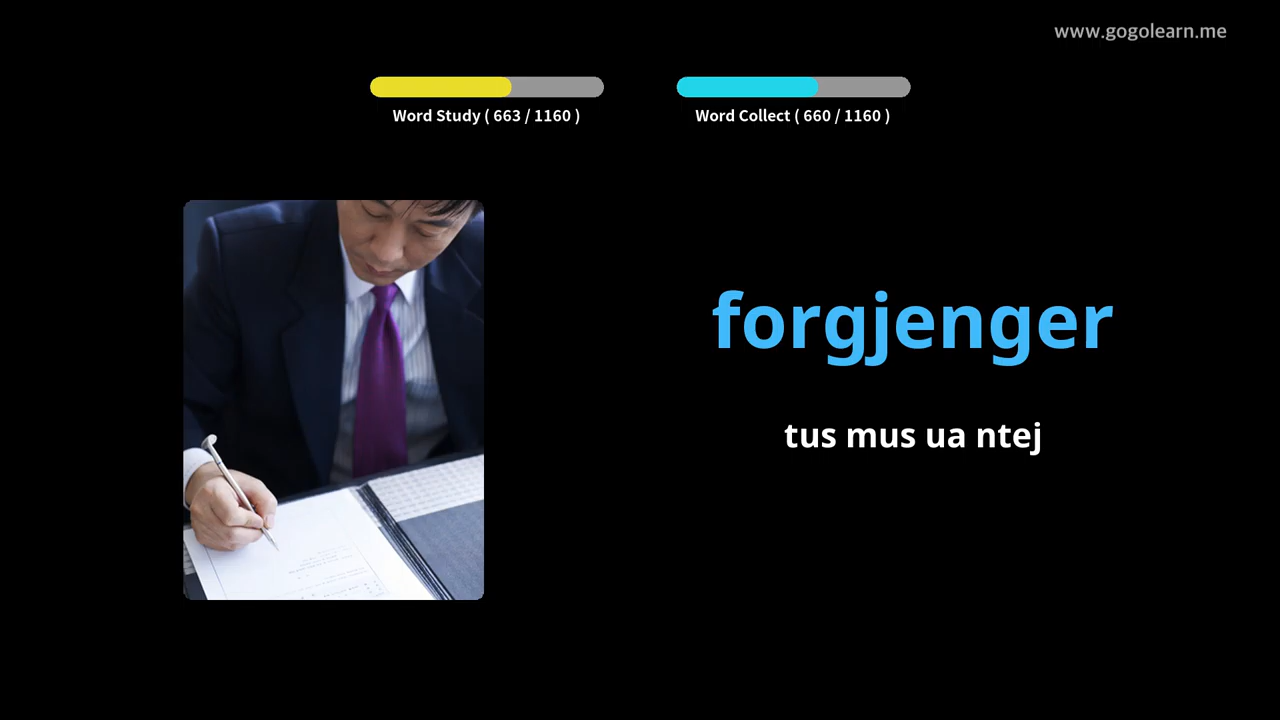 www.gogolearn.me
Word Study ( 663 / 1160 )
Word Collect ( 660 / 1160 )
forgjenger
tus mus ua ntej